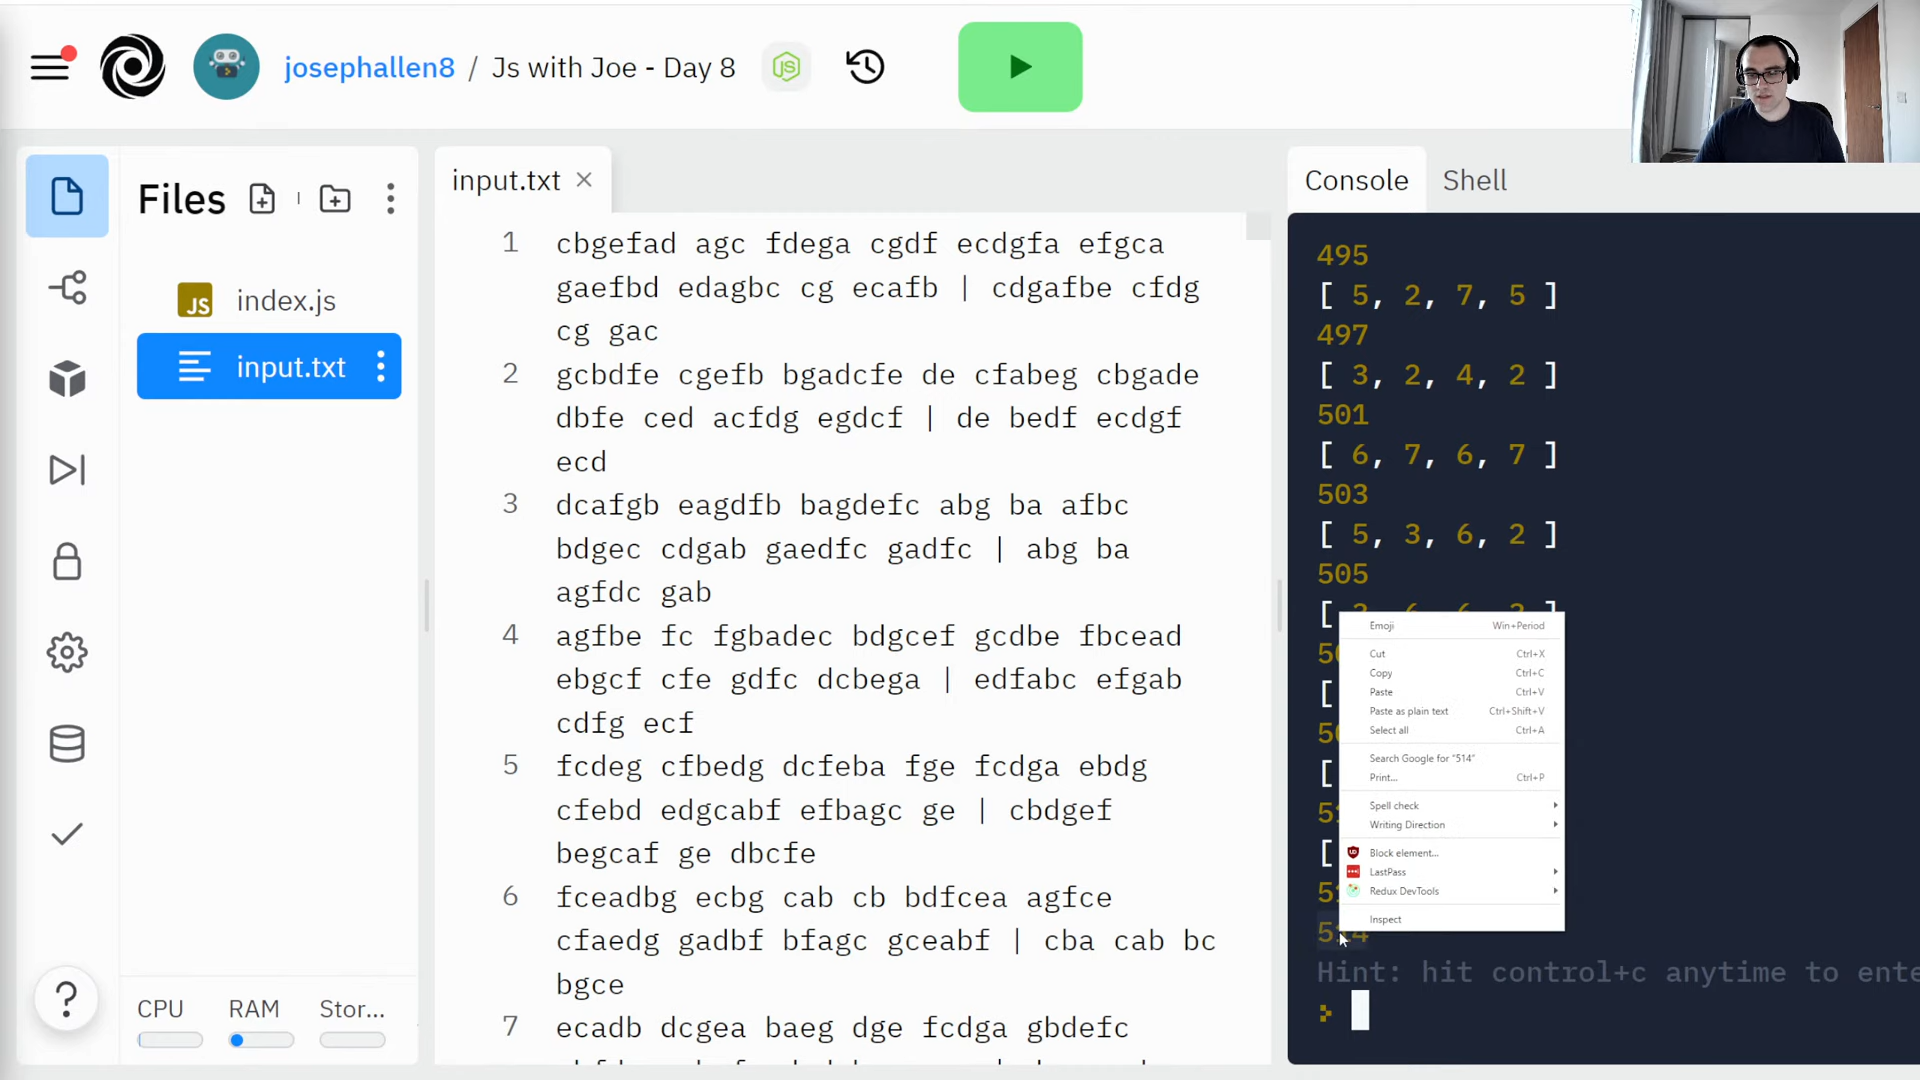 josephallen8 / Js with Joe - Day 8
Files
index.js
input.txt
CPU RAM Stor...
input.txt
1 cbgefad agc fdega cgdf ecdgfa efgca
gaefbd edagbc cg ecafb | cdgafbe cfdg
cg gac
2 gcbdfe cgefb bgadcfe de cfabeg cbgade
dbfe ced acfdg egdcf | de bedf ecdgf
ecd
3 dcafgb eagdfb bagdefc abg ba afbc
bdgec cdgab gaedfc gadfc | abg ba
agfdc gab
4 agfbe fc fgbadec bdgcef gcdbe fbcead
ebgcf cfe gdfc dcbega | edfabc efgab
cdfg ecf
5 fcdeg cfbedg dcfeba fge fcdga ebdg
cfebd edgcabf efbagc ge | cbdgef
begcaf ge dbcfe
6 fceadbg ecbg cab cb bdfcea agfce
cfaedg gadbf bfagc gceabf | cba cab bc
bgce
7 ecadb dcgea baeg dge fcdga gbdefc
Console Shell
495
[ 5, 2, 7, 5 ]
497
[ 3, 2, 4, 2 ]
501
[ 6, 7, 6, 7 ]
503
[ 5, 3, 6, 2 ]
505
Emoji Win+Period
Cut Ctrl+X
Copy Ctrl+C
Paste Ctrl+V
Paste as plain text Ctrl+Shift+V
Select all Ctrl+A
Search Google for "514"
Print... Ctrl+P
Spell check
Writing Direction
Block element...
LastPass
Redux DevTools
Inspect
514
Hint: hit control+c anytime to ente